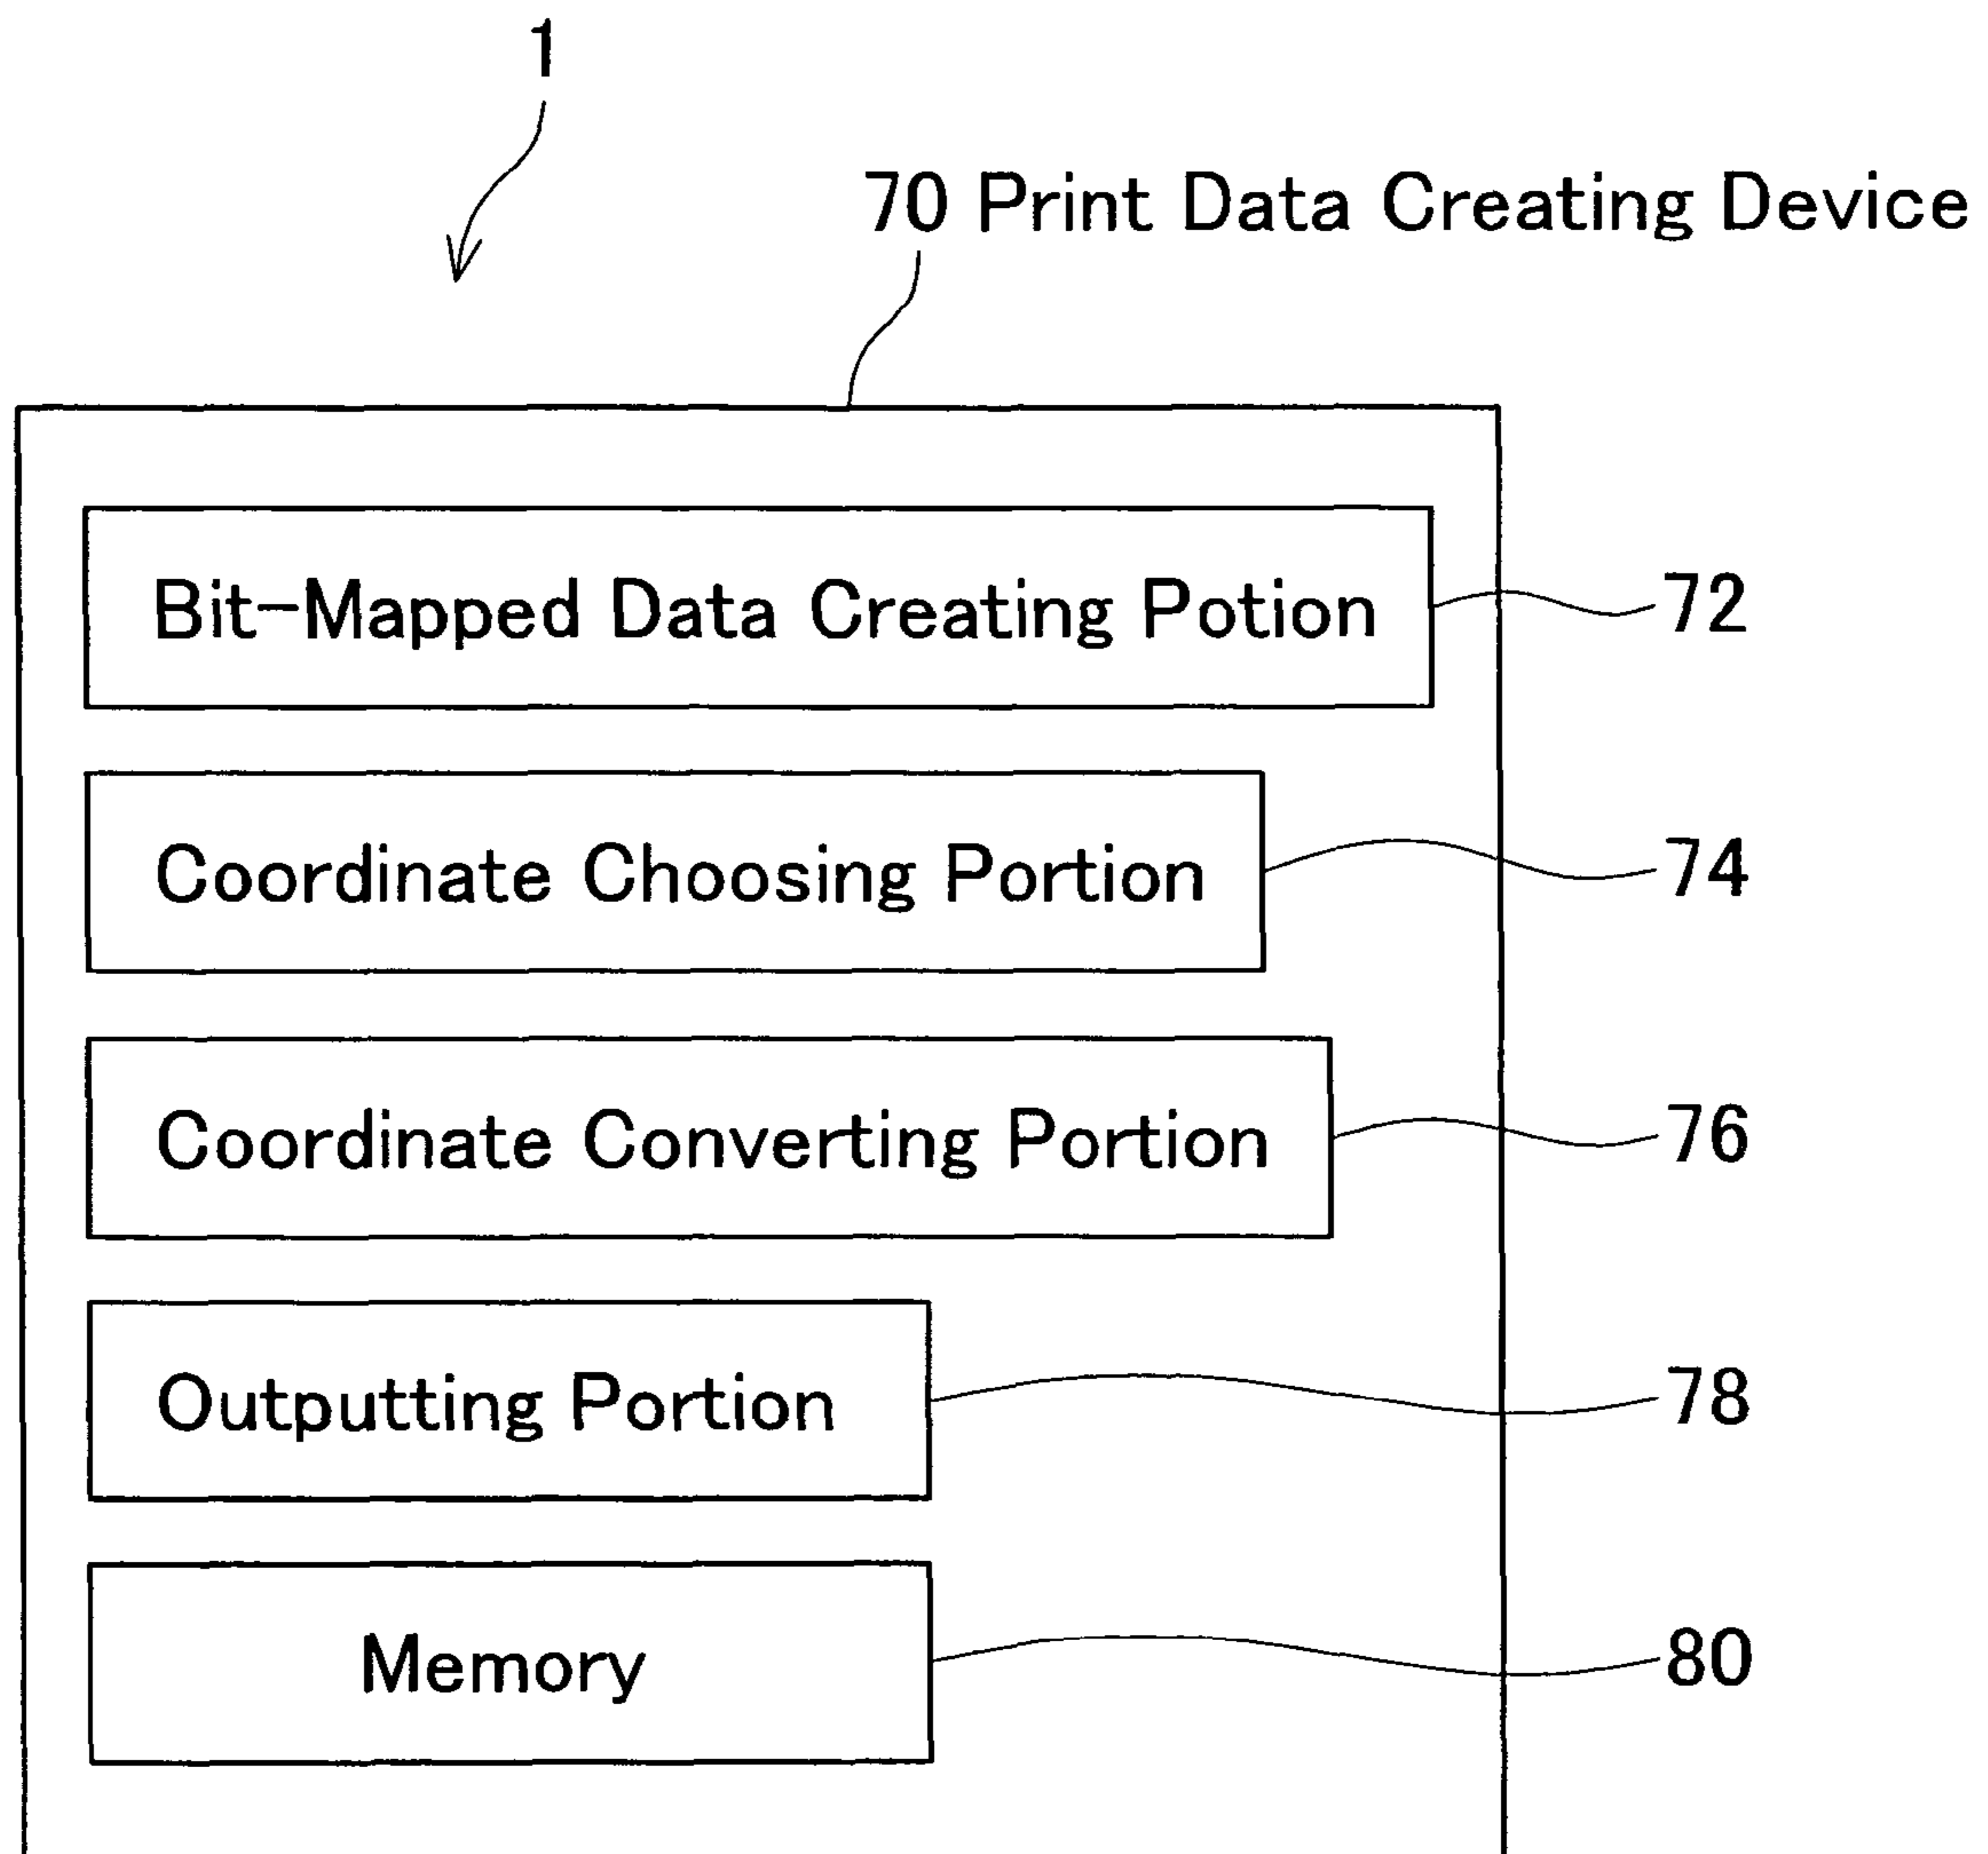 1
70 Print Data Creating Device
Bit-Mapped Data Creating Potion 72
Coordinate Choosing Portion 74
Coordinate Converting Portion 76
Outputting Portion 78
Memory 80